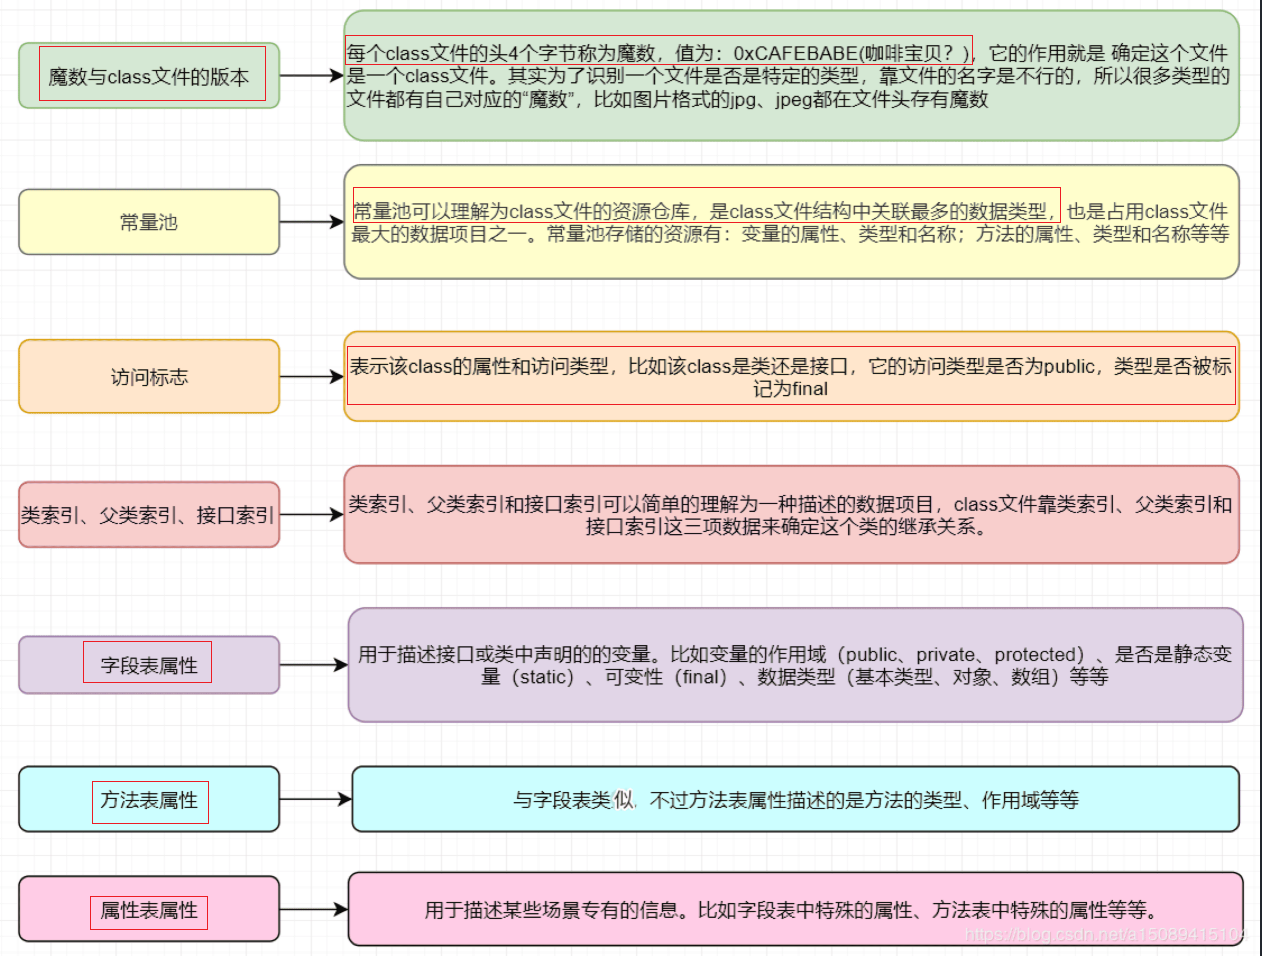 魔数与class文件的版本
每个class文件的头4个字节称为魔数，值为：0xCAFEBABE(咖啡宝贝？)，它的作用就是 确定这个文件
是一个class文件。其实为了识别一个文件是否是特定的类型，靠文件的名字是不行的，所以很多类型的
文件都有自己对应的“魔数”，比如图片格式的jpg、jpeg都在文件头存有魔数
常量池
常量池可以理解为class文件的资源仓库，是class文件结构中关联最多的数据类型，也是占用class文件
最大的数据项目之一。常量池存储的资源有：变量的属性、类型和名称；方法的属性、类型和名称等等
访问标志
表示该class的属性和访问类型，比如该class是类还是接口，它的访问类型是否为public，类型是否被标
记为final
类索引、父类索引、接口索引
类索引、父类索引和接口索引可以简单的理解为一种描述的数据项目，class文件靠类索引、父类索引和
接口索引这三项数据来确定这个类的继承关系。
字段表属性
用于描述接口或类中声明的的变量。比如变量的作用域（public、private、protected）、是否是静态变
量（static）、可变性（final）、数据类型（基本类型、对象、数组）等等
方法表属性
与字段表类似，不过方法表属性描述的是方法的类型、作用域等等
属性表属性
用于描述某些场景专有的信息。比如字段表中特殊的属性、方法表中特殊的属性等等。
https://blog.csdn.net/a15089415104